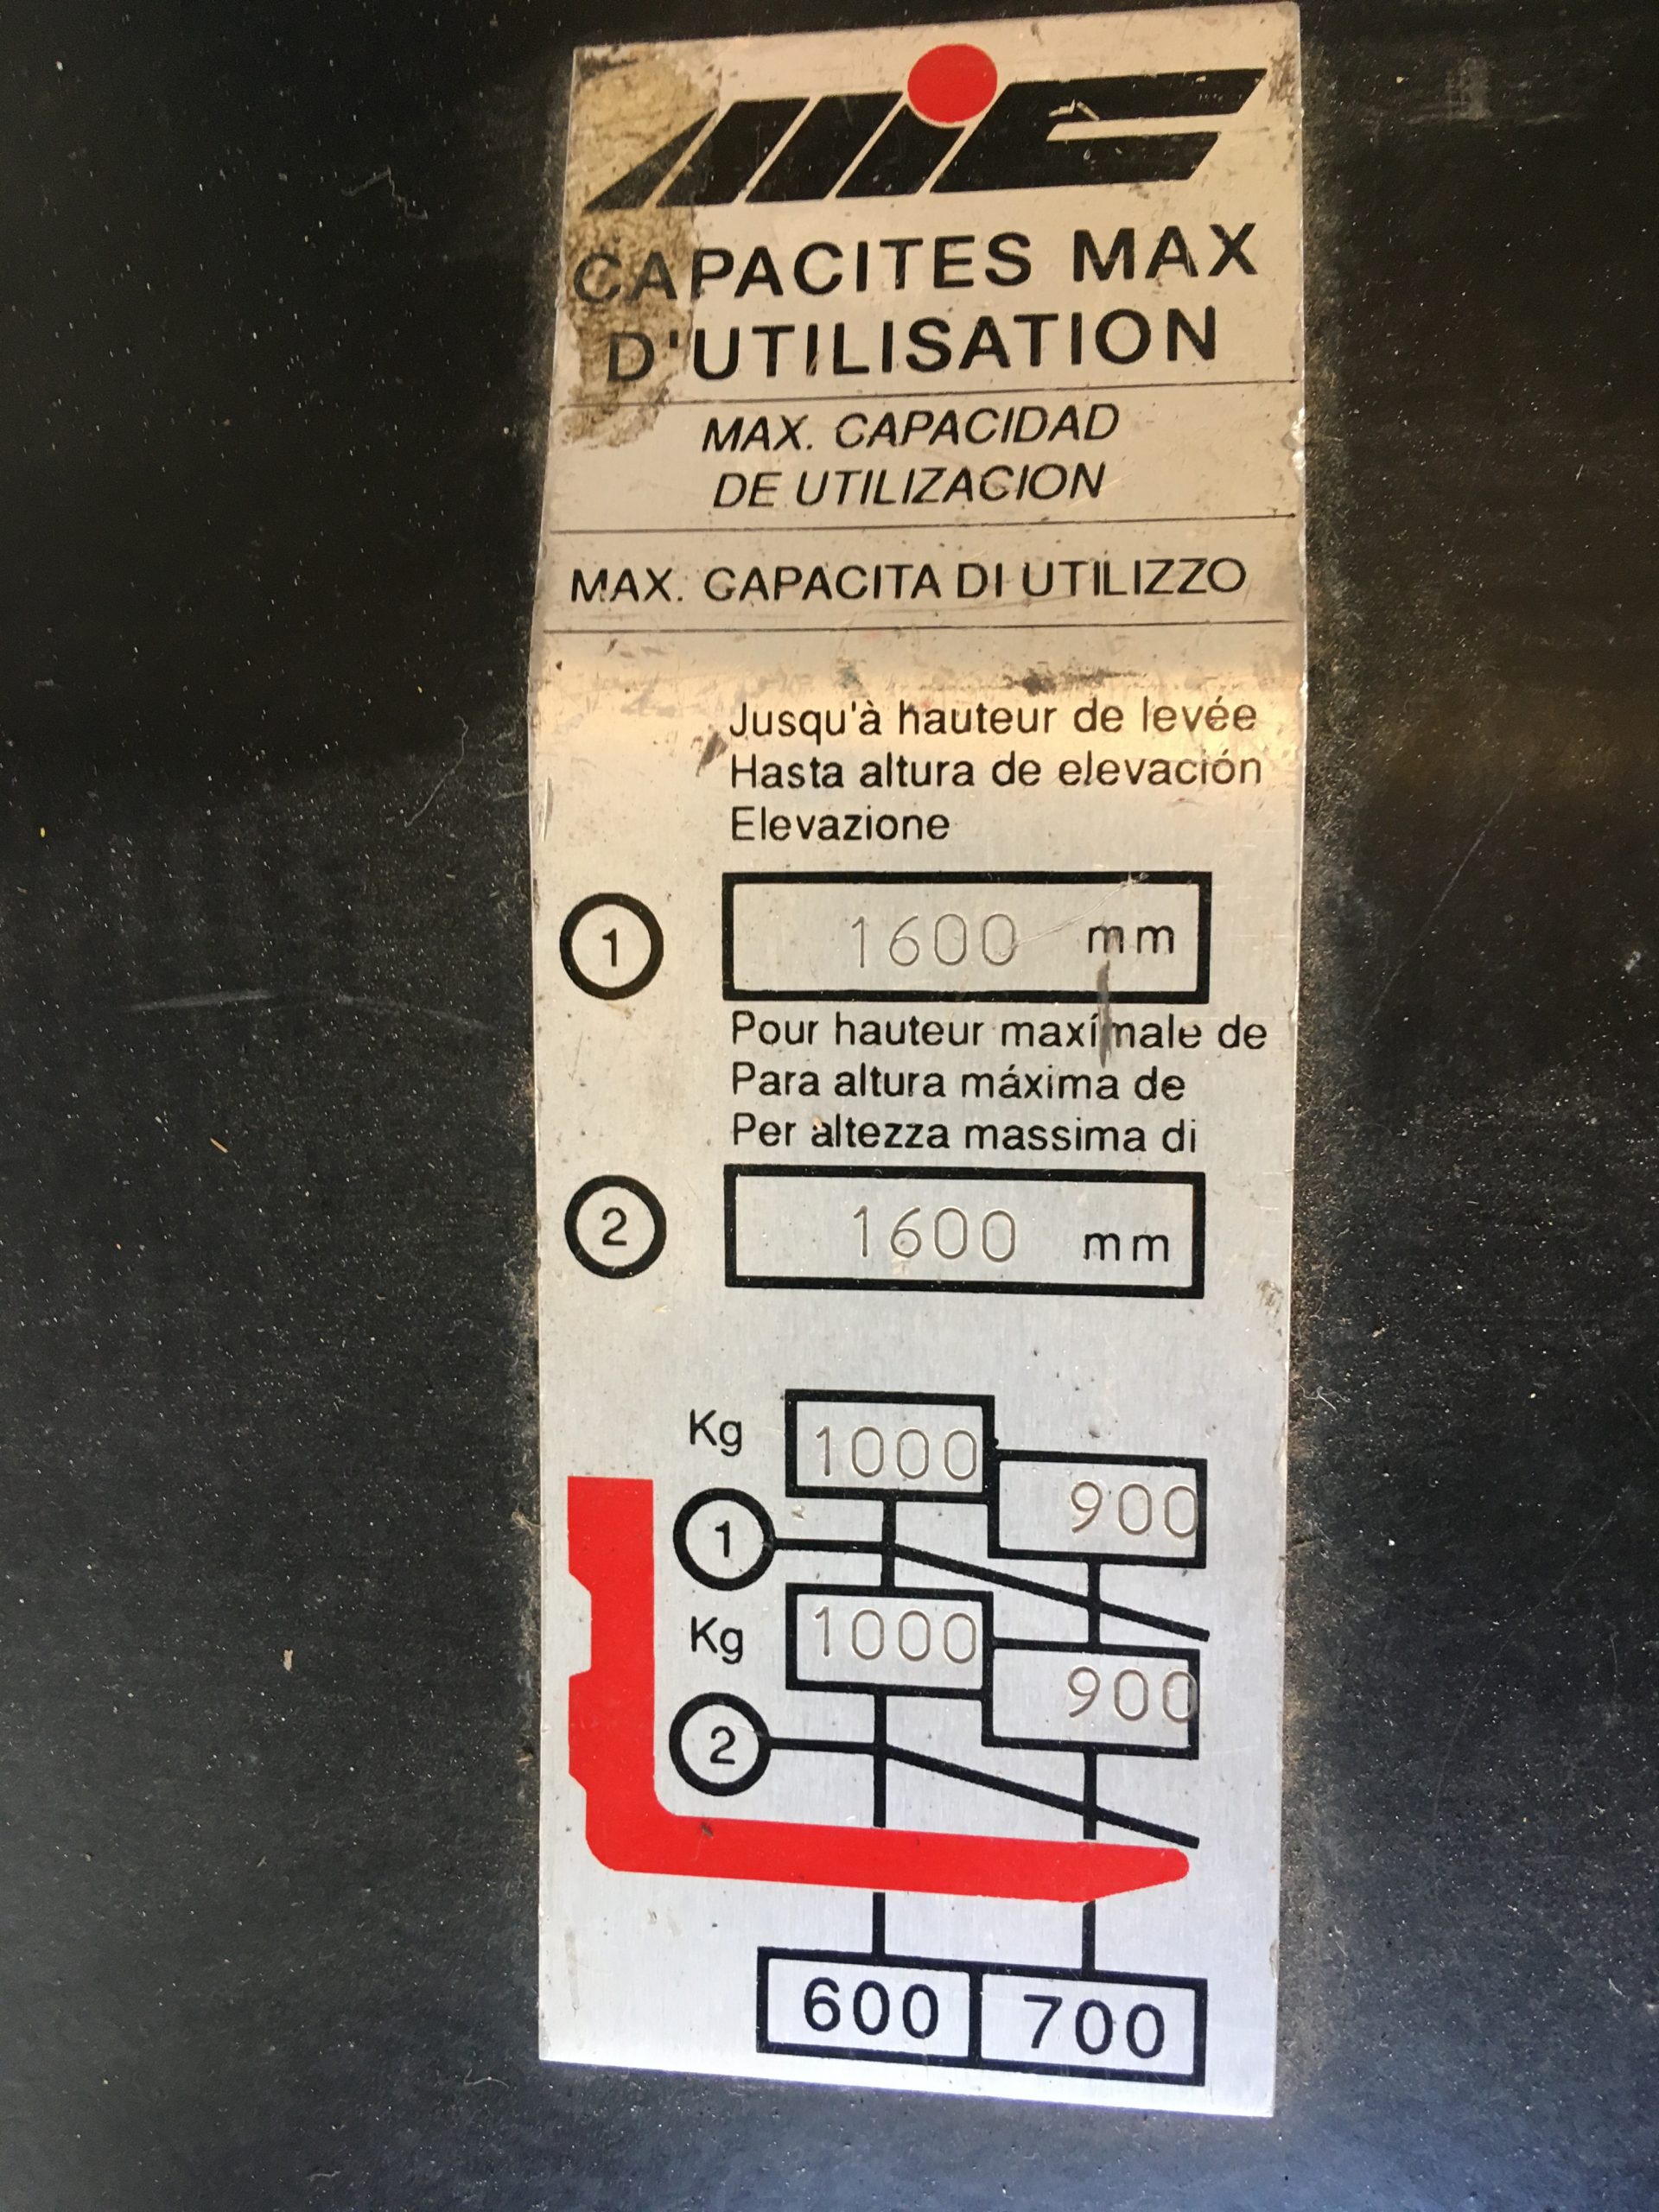 MIC
CAPACITES MAX
D'UTILISATION
MAX. CAPACIDAD
DE UTILIZACION
MAX. CAPACITA DI UTILIZZO
Jusqu'à hauteur de levée
Hasta altura de elevación
Elevazione
1 1600 mm
Pour hauteur maximale de
Para altura máxima de
Per altezza massima di
2 1600 mm
Kg 1000 900
1
Kg 1000 900
2
600 700